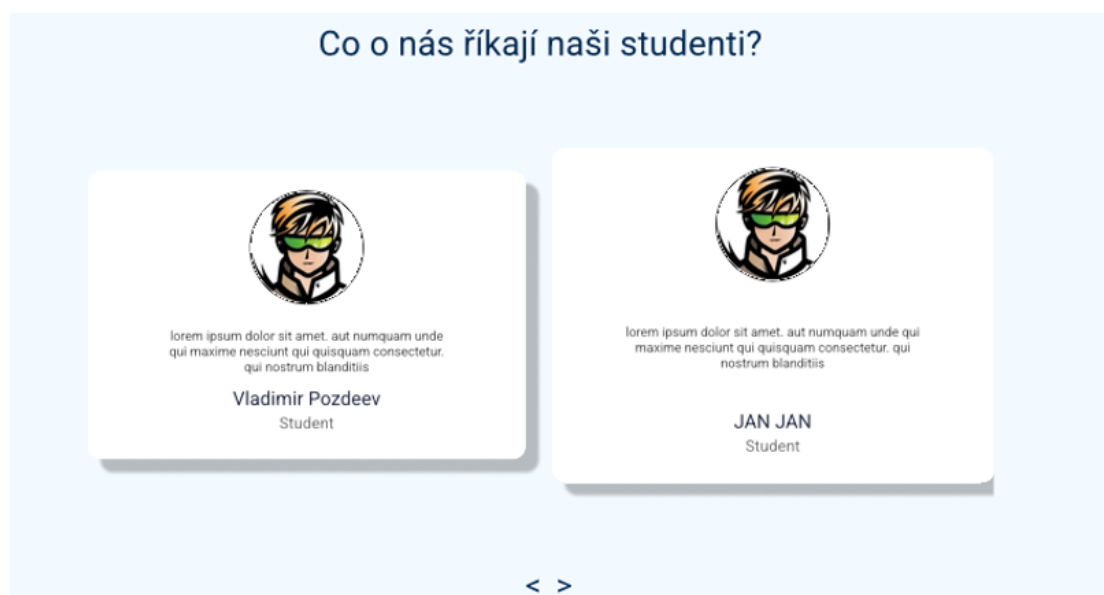 Co o nás říkají naši studenti?
lorem ipsum dolor sit amet. aut numquam unde
qui maxime nesciunt qui quisquam consectetur.
qui nostrum blanditiis
Vladimir Pozdeev
Student
lorem ipsum dolor sit amet. aut numquam unde qui
maxime nesciunt qui quisquam consectetur. qui
nostrum blanditiis
JAN JAN
Student
< >